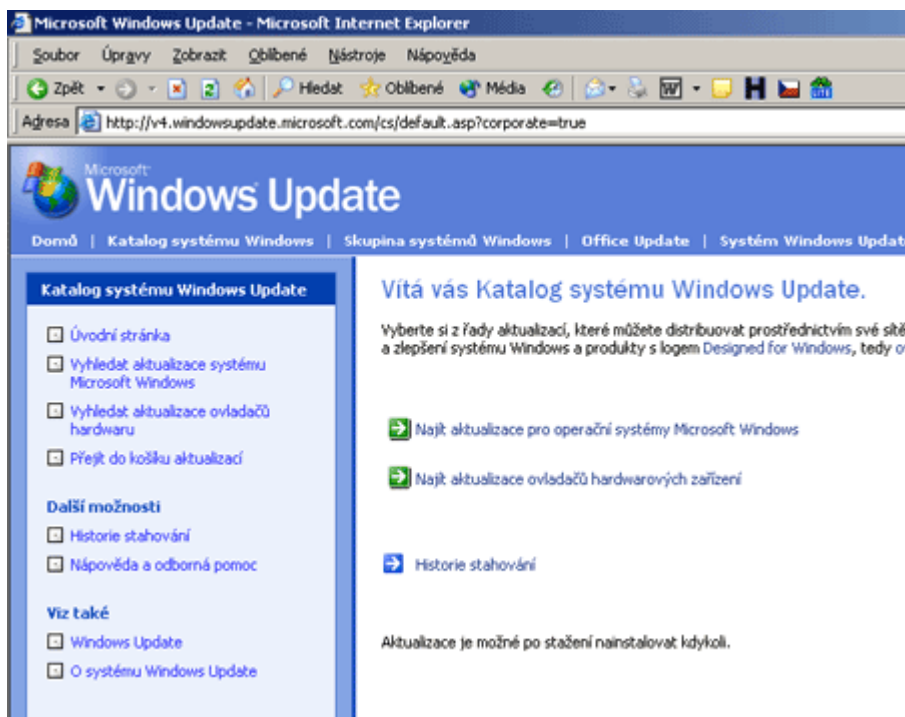 Microsoft Windows Update - Microsoft Internet Explorer
Soubor Úpravy Zobrazit Oblíbené Nástroje Nápověda
Zpět Hledat Oblíbené Média
Adresa http://v4.windowsupdate.microsoft.com/cs/default.asp?corporate=true
Microsoft
Windows Update
Domů | Katalog systému Windows | Skupina systémů Windows | Office Update | Systém Windows Updat
Katalog systému Windows Update
Úvodní stránka
Vyhledat aktualizace systému
Microsoft Windows
Vyhledat aktualizace ovladačů
hardwaru
Přejít do košíku aktualizací
Další možnosti
Historie stahování
Nápověda a odborná pomoc
Viz také
Windows Update
O systému Windows Update
Vítá vás Katalog systému Windows Update.
Vyberte si z řady aktualizací, které můžete distribuovat prostřednictvím své sítě
a zlepšení systému Windows a produkty s logem Designed for Windows, tedy o
Najít aktualizace pro operační systémy Microsoft Windows
Najít aktualizace ovladačů hardwarových zařízení
Historie stahování
Aktualizace je možné po stažení nainstalovat kdykoli.